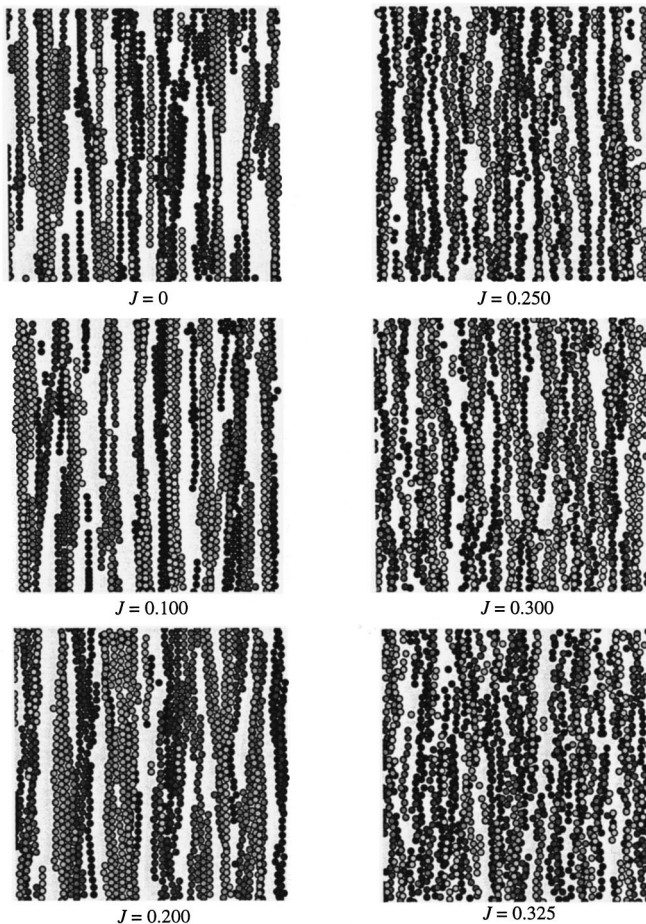 J = 0
J = 0.250
J = 0.100
J = 0.300
J = 0.200
J = 0.325